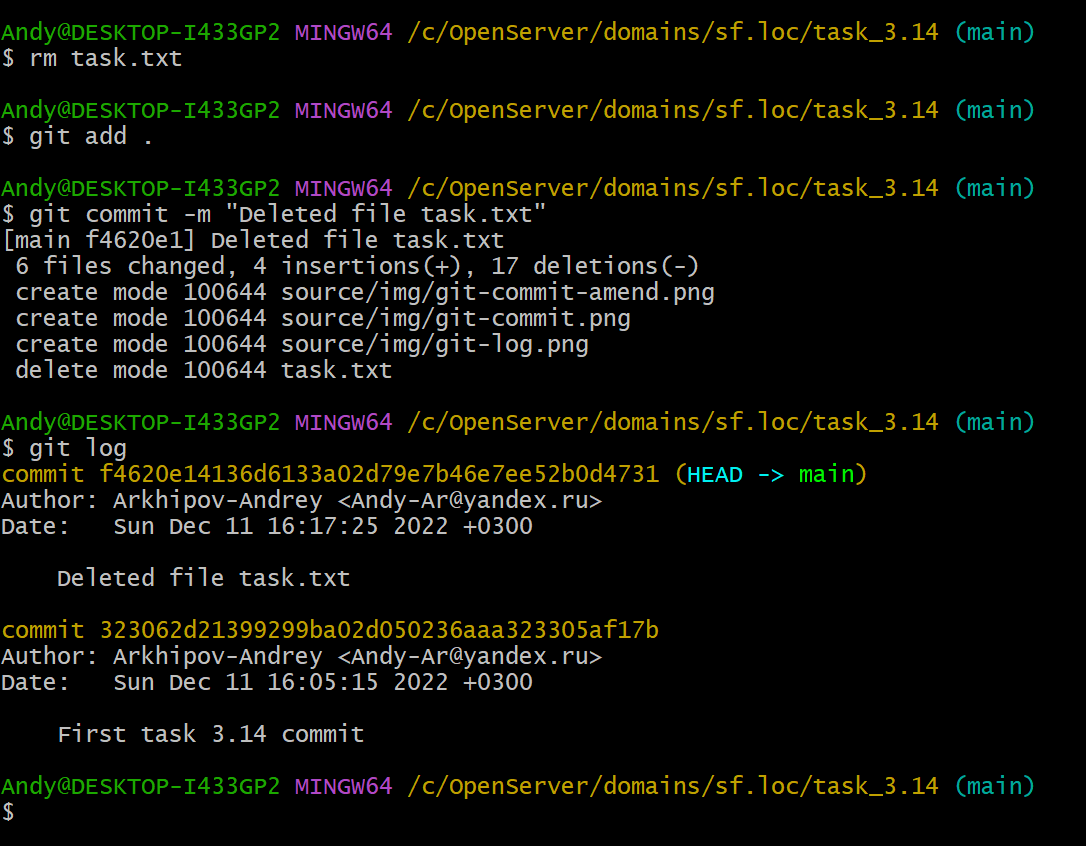 Andy@DESKTOP-I433GP2 MINGW64 /c/OpenServer/domains/sf.loc/task_3.14 (main)
$ rm task.txt
Andy@DESKTOP-I433GP2 MINGW64 /c/OpenServer/domains/sf.loc/task_3.14 (main)
$ git add .
Andy@DESKTOP-I433GP2 MINGW64 /c/OpenServer/domains/sf.loc/task_3.14 (main)
$ git commit -m "Deleted file task.txt"
[main f4620e1] Deleted file task.txt
 6 files changed, 4 insertions(+), 17 deletions(-)
 create mode 100644 source/img/git-commit-amend.png
 create mode 100644 source/img/git-commit.png
 create mode 100644 source/img/git-log.png
 delete mode 100644 task.txt
Andy@DESKTOP-I433GP2 MINGW64 /c/OpenServer/domains/sf.loc/task_3.14 (main)
$ git log
commit f4620e14136d6133a02d79e7b46e7ee52b0d4731 (HEAD -> main)
Author: Arkhipov-Andrey <Andy-Ar@yandex.ru>
Date:   Sun Dec 11 16:17:25 2022 +0300
    Deleted file task.txt
commit 323062d21399299ba02d050236aaa323305af17b
Author: Arkhipov-Andrey <Andy-Ar@yandex.ru>
Date:   Sun Dec 11 16:05:15 2022 +0300
    First task 3.14 commit
Andy@DESKTOP-I433GP2 MINGW64 /c/OpenServer/domains/sf.loc/task_3.14 (main)
$